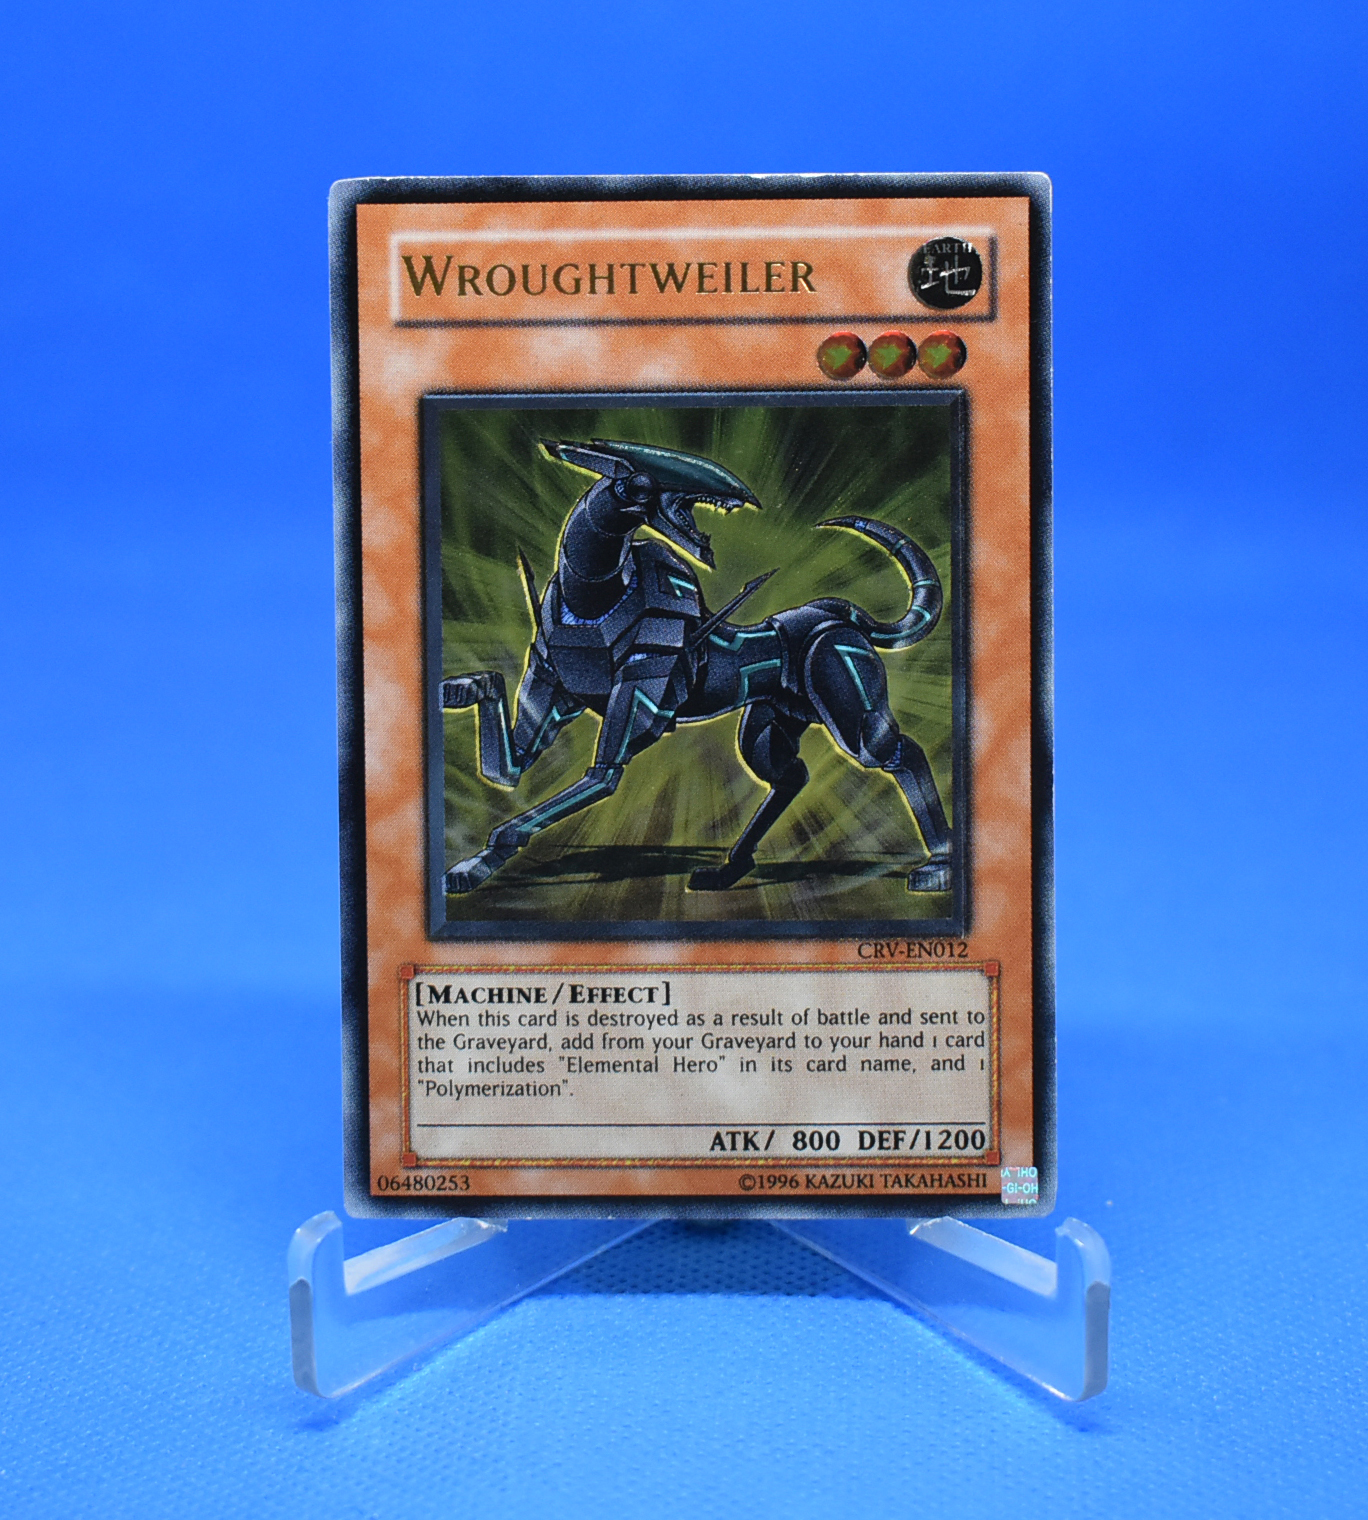 WROUGHTWEILER
EARTH
地
CRV-EN012
[MACHINE/EFFECT]
When this card is destroyed as a result of battle and sent to
the Graveyard, add from your Graveyard to your hand 1 card
that includes "Elemental Hero" in its card name, and 1
"Polymerization".
ATK/ 800 DEF/1200
06480253
©1996 KAZUKI TAKAHASHI